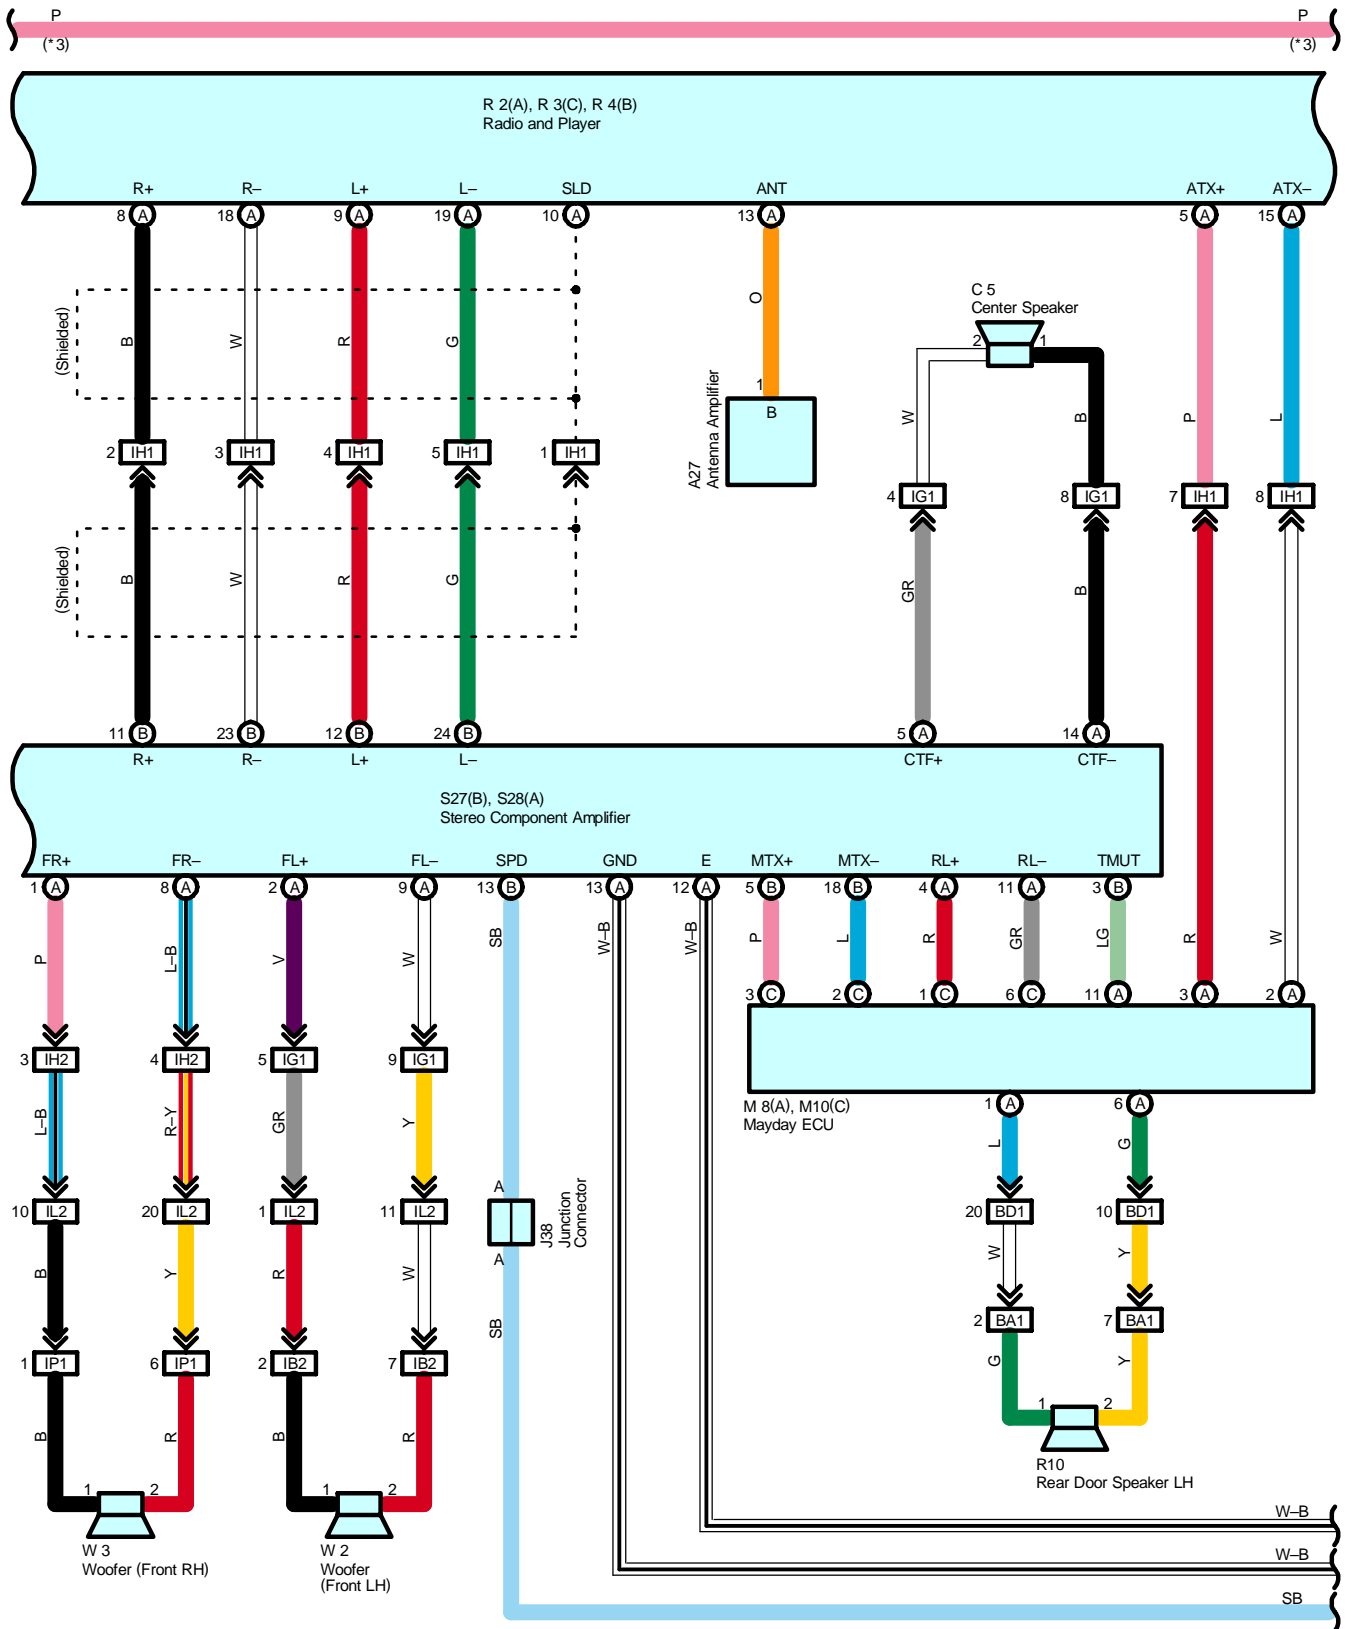 P P
(*3) (*3)
R 2(A), R 3(C), R 4(B)
Radio and Player
R+ R– L+ L– SLD ANT ATX+ ATX–
8 A 18 A 9 A 19 A 10 A 13 A 5 A 15 A
C 5
Center Speaker
(Shielded) B W R G O
2 1
A27
Antenna Amplifier
1
B
W B P L
2 IH1 3 IH1 4 IH1 5 IH1 1 IH1
4 IG1 8 IG1 7 IH1 8 IH1
(Shielded) B W R G GR B
11 B 23 B 12 B 24 B 5 A 14 A
R+ R– L+ L– CTF+ CTF–
S27(B), S28(A)
Stereo Component Amplifier
FR+ FR– FL+ FL– SPD GND E MTX+ MTX– RL+ RL– TMUT
1 A 8 A 2 A 9 A 13 B 13 A 12 A 5 B 18 B 4 A 11 A 3 B
P L–B V W SB W–B W–B P L R GR LG R W
3 C 2 C 1 C 6 C 11 A 3 A 2 A
3 IH2 4 IH2 5 IG1 9 IG1
M 8(A), M10(C)
Mayday ECU
1 A 6 A
L–B R–Y GR Y L G
A
10 IL2 20 IL2 1 IL2 11 IL2 20 BD1 10 BD1
J38
Junction
Connector
A
B Y R W SB W Y
2 BA1 7 BA1
1 IP1 6 IP1 2 IB2 7 IB2
G Y
1 2
B R B R
R10
Rear Door Speaker LH
1 2 1 2
W–B
W 3
Woofer (Front RH)
W 2
Woofer
(Front LH)
W–B
SB